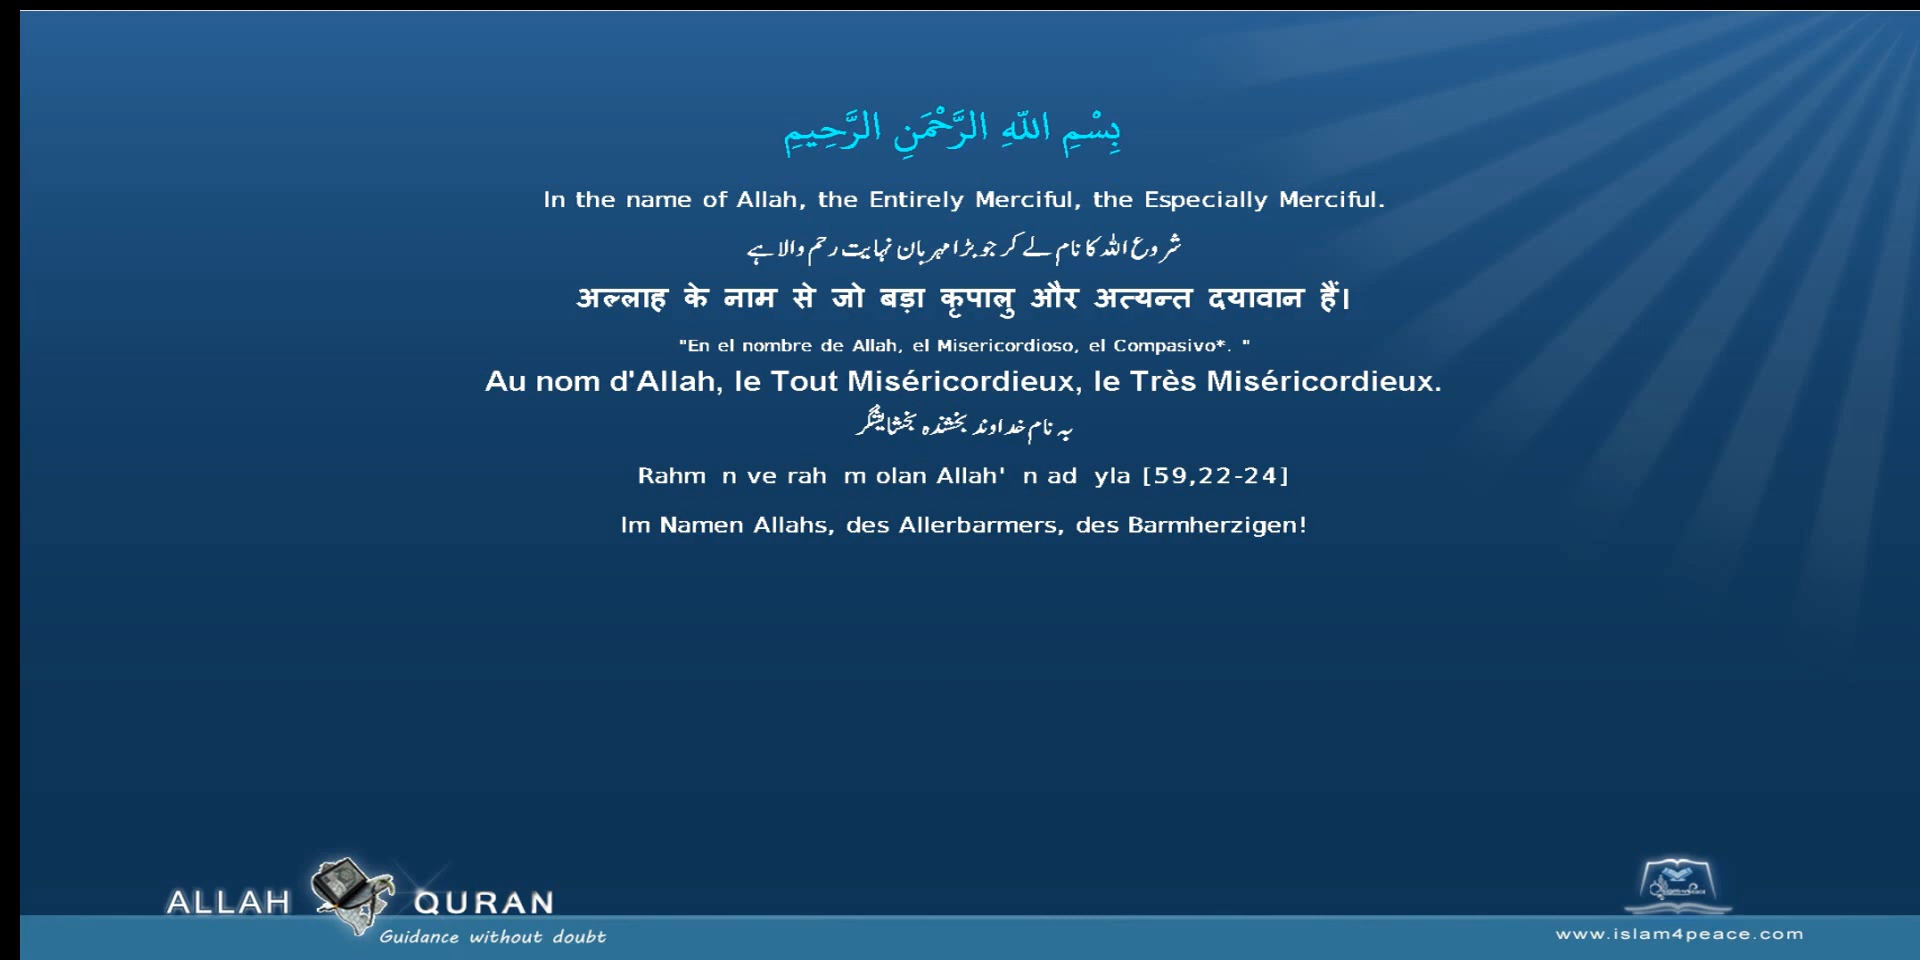 بِسْمِ اللّٰهِ الرَّحْمَنِ الرَّحِيمِ
In the name of Allah, the Entirely Merciful, the Especially Merciful.
شروع الله کا نام لے کر جو بڑا مہربان نہایت رحم والا ہے
अल्लाह के नाम से जो बड़ा कृपालु और अत्यन्त दयावान हैं।
"En el nombre de Allah, el Misericordioso, el Compasivo*. "
Au nom d'Allah, le Tout Miséricordieux, le Très Miséricordieux.
به نام خداوند بخشنده بخشایشگر
Rahm n ve rah m olan Allah' n ad yla [59,22-24]
Im Namen Allahs, des Allerbarmers, des Barmherzigen!
ALLAH QURAN
Guidance without doubt
www.islam4peace.com